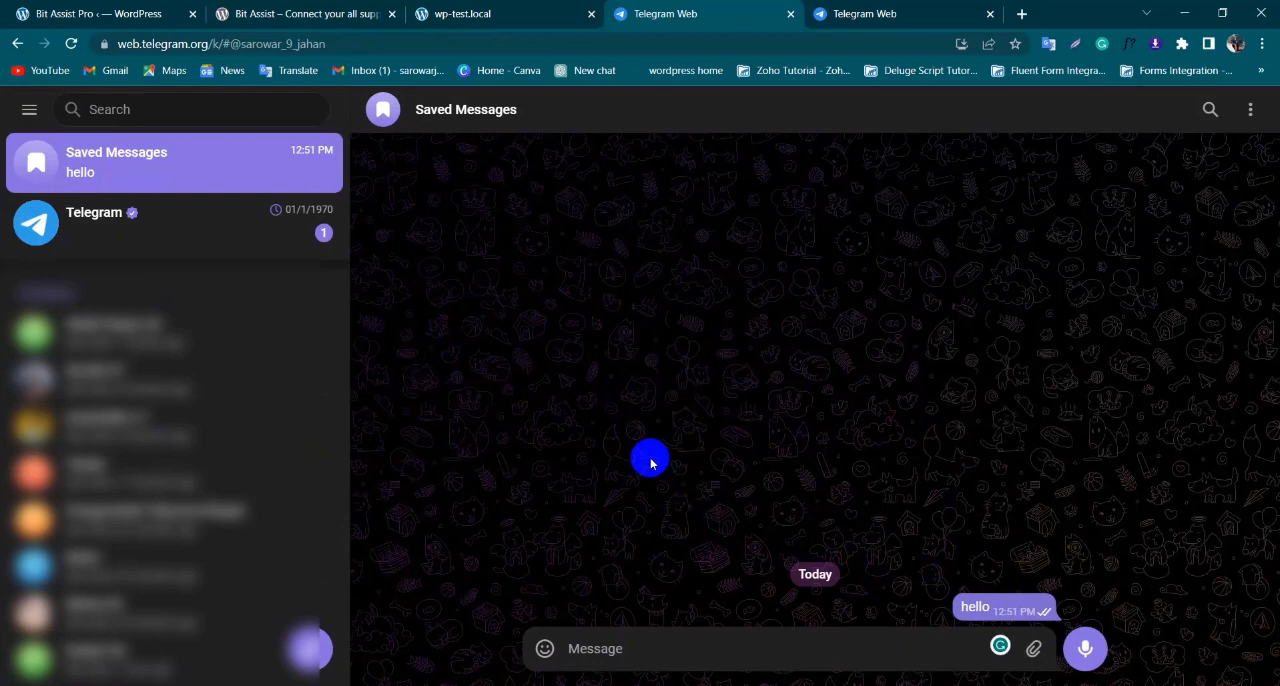 Bit Assist Pro ‹ — WordPress
Bit Assist – Connect your all supp
wp-test.local
Telegram Web
Telegram Web
web.telegram.org/k/#@sarowar_9_jahan
YouTube
Gmail
Maps
News
Translate
Inbox (1) - sarowarj...
Home - Canva
New chat
wordpress home
Zoho Tutorial - Zoh...
Deluge Script Tutor...
Fluent Form Integra...
Forms Integration -...
»
Search
Saved Messages
Saved Messages
12:51 PM
hello
Telegram
01/1/1970
1
Today
hello 12:51 PM
Message